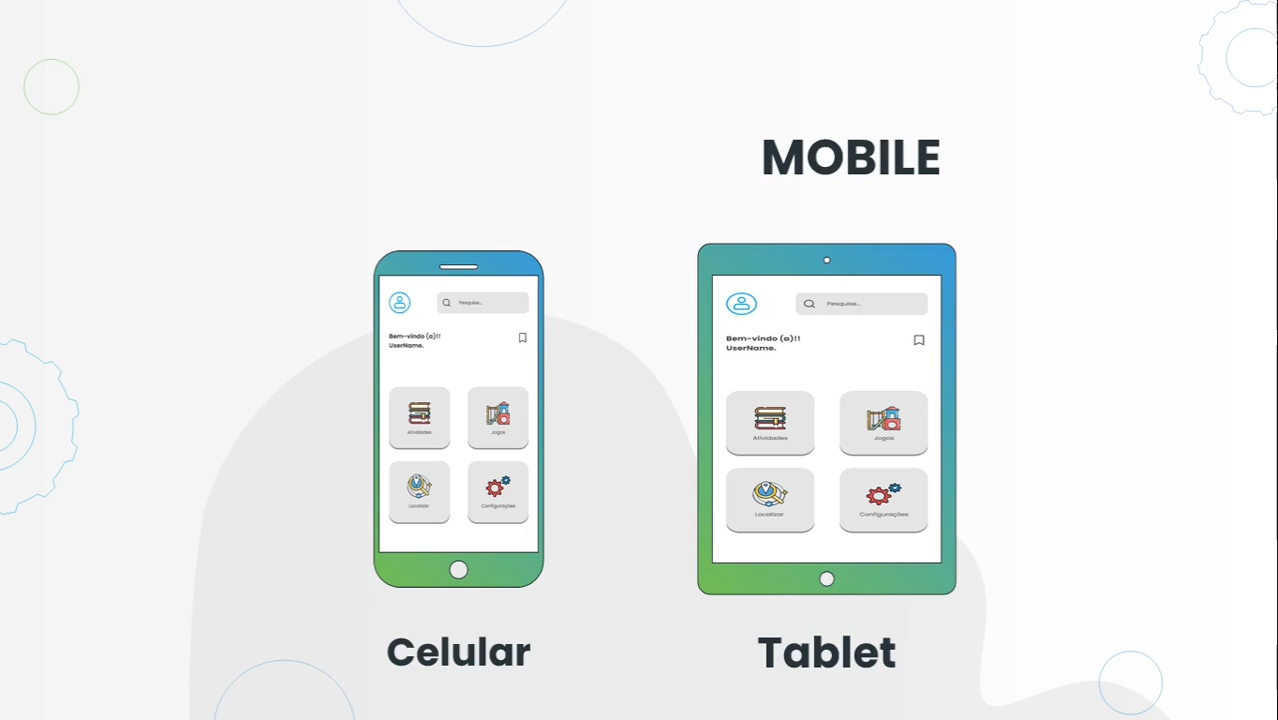 MOBILE
Pesquise...
Bem-vindo (a)!!
UserName.
Atividades
Jogos
Localizar
Configurações
Celular
Pesquise...
Bem-vindo (a)!!
UserName.
Atividades
Jogos
Localizar
Configurações
Tablet